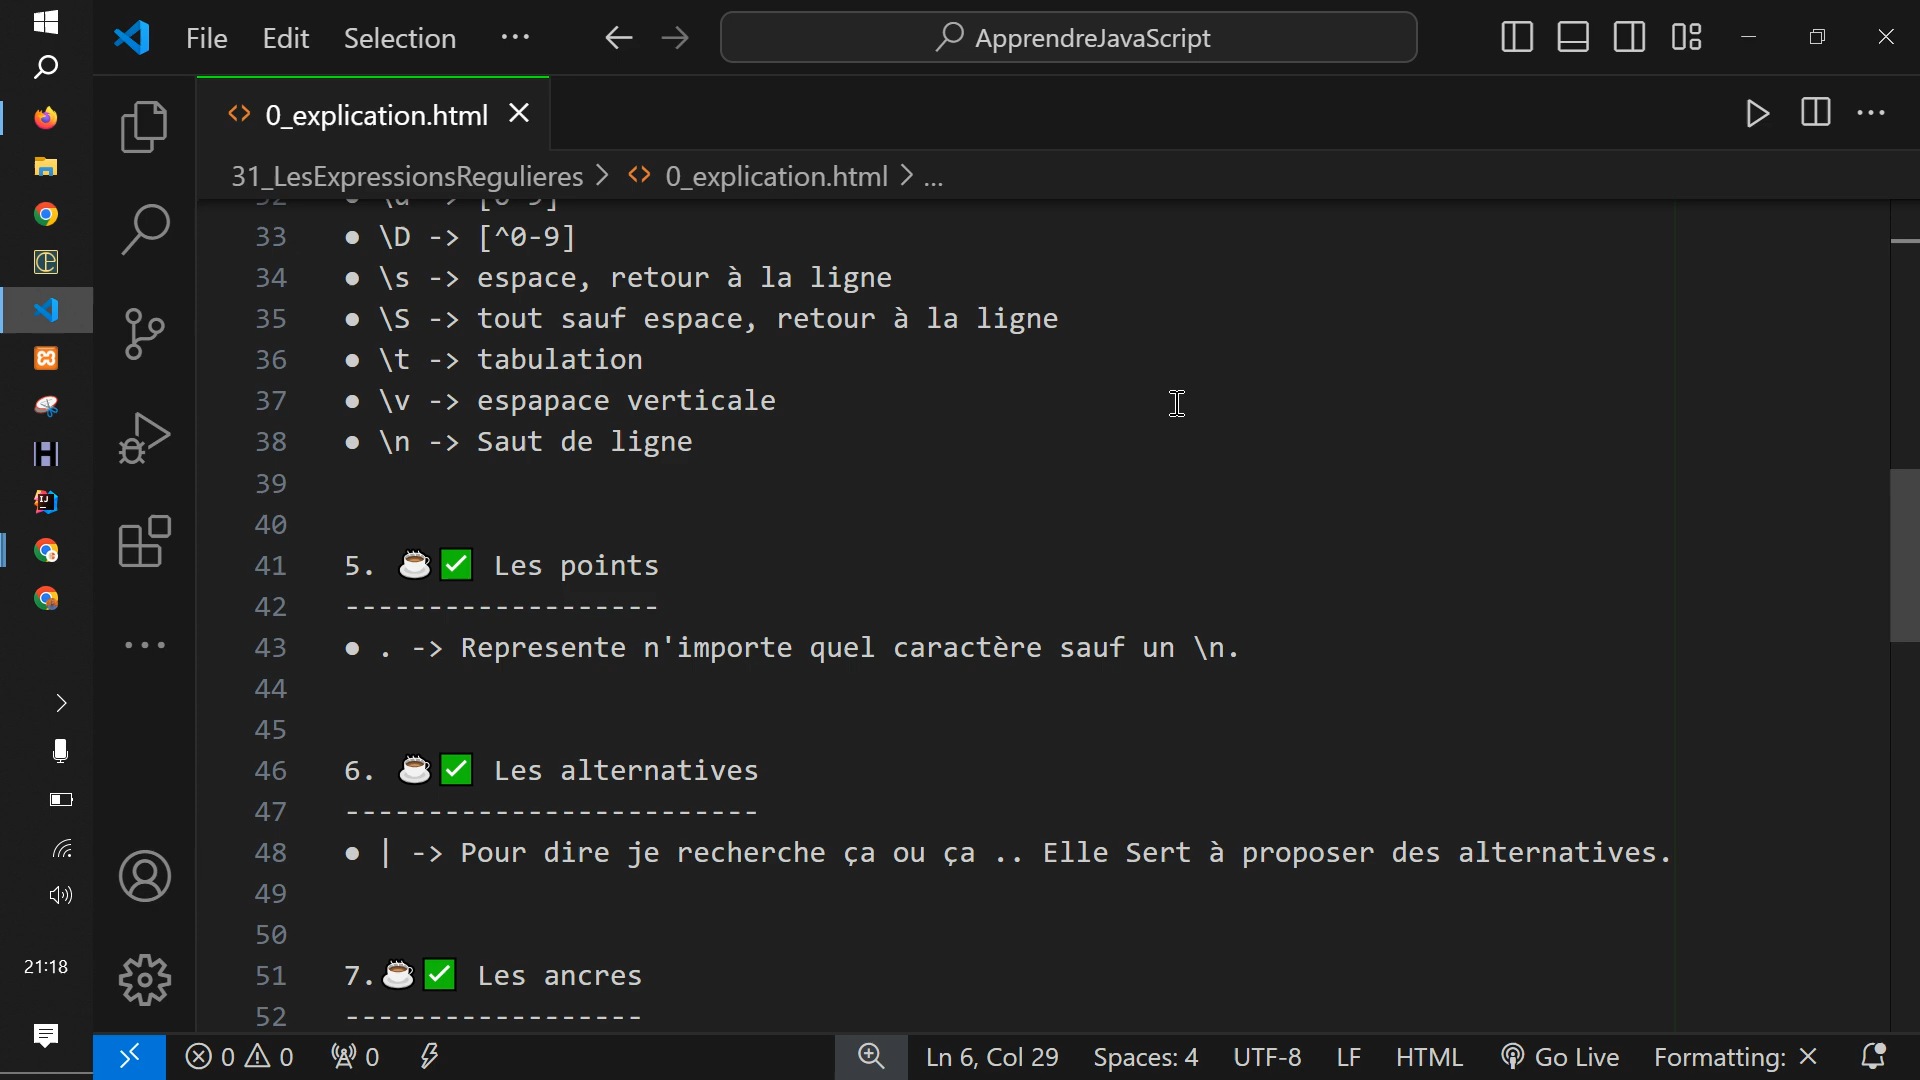 File Edit Selection ··· ApprendreJavaScript
0_explication.html
31_LesExpressionsRegulieres > 0_explication.html > ...
32 • \d -> [0-9]
33 • \D -> [^0-9]
34 • \s -> espace, retour à la ligne
35 • \S -> tout sauf espace, retour à la ligne
36 • \t -> tabulation
37 • \v -> espapace verticale
38 • \n -> Saut de ligne
39
40
41 5. ☕✅ Les points
42 -------------------
43 • . -> Represente n'importe quel caractère sauf un \n.
44
45
46 6. ☕✅ Les alternatives
47 -------------------------
48 • | -> Pour dire je recherche ça ou ça .. Elle Sert à proposer des alternatives.
49
50
51 7.☕✅ Les ancres
52 ------------------
21:18
0 0 0 Ln 6, Col 29 Spaces: 4 UTF-8 LF HTML Go Live Formatting: ×